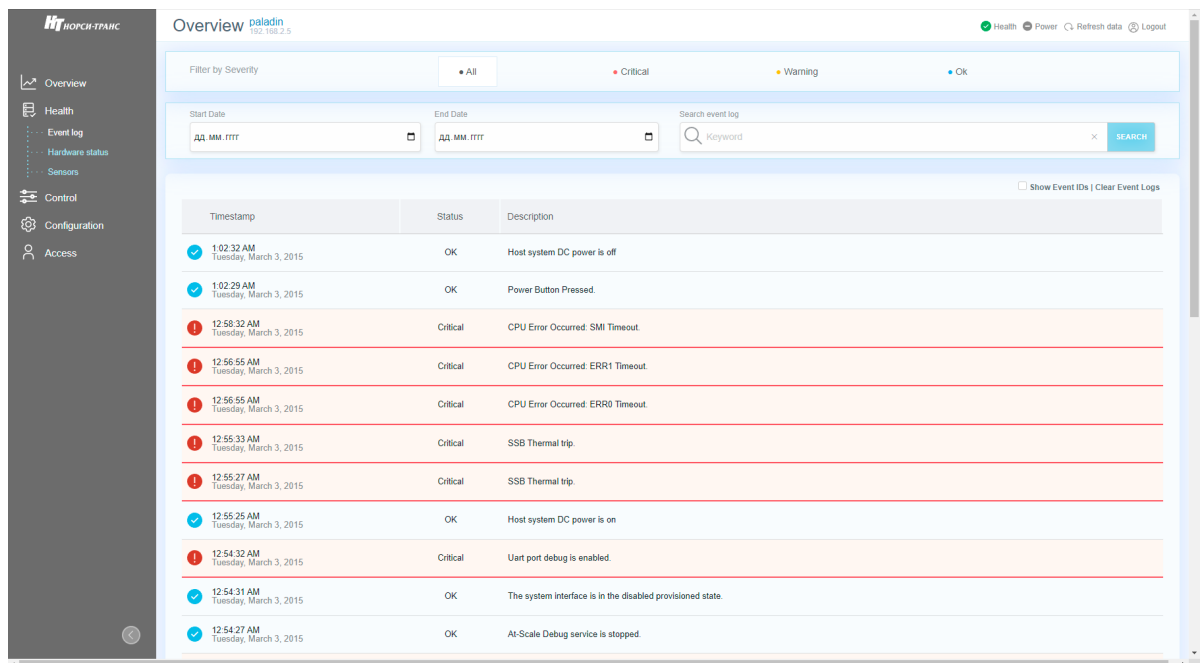 НТ НОРСИ-ТРАНС
Overview paladin
192.168.2.5
Health Power Refresh data Logout
Overview
Health
Event log
Hardware status
Sensors
Control
Configuration
Access
Filter by Severity
All Critical Warning Ok
Start Date End Date Search event log
дд.мм.гггг дд.мм.гггг Keyword × SEARCH
Show Event IDs | Clear Event Logs
Timestamp Status Description
1:02:32 AM
Tuesday, March 3, 2015
OK Host system DC power is off
1:02:29 AM
Tuesday, March 3, 2015
OK Power Button Pressed.
12:58:32 AM
Tuesday, March 3, 2015
Critical CPU Error Occurred: SMI Timeout.
12:56:55 AM
Tuesday, March 3, 2015
Critical CPU Error Occurred: ERR1 Timeout.
12:56:55 AM
Tuesday, March 3, 2015
Critical CPU Error Occurred: ERR0 Timeout.
12:55:33 AM
Tuesday, March 3, 2015
Critical SSB Thermal trip.
12:55:27 AM
Tuesday, March 3, 2015
Critical SSB Thermal trip.
12:55:25 AM
Tuesday, March 3, 2015
OK Host system DC power is on
12:54:32 AM
Tuesday, March 3, 2015
Critical Uart port debug is enabled.
12:54:31 AM
Tuesday, March 3, 2015
OK The system interface is in the disabled provisioned state.
12:54:27 AM
Tuesday, March 3, 2015
OK At-Scale Debug service is stopped.